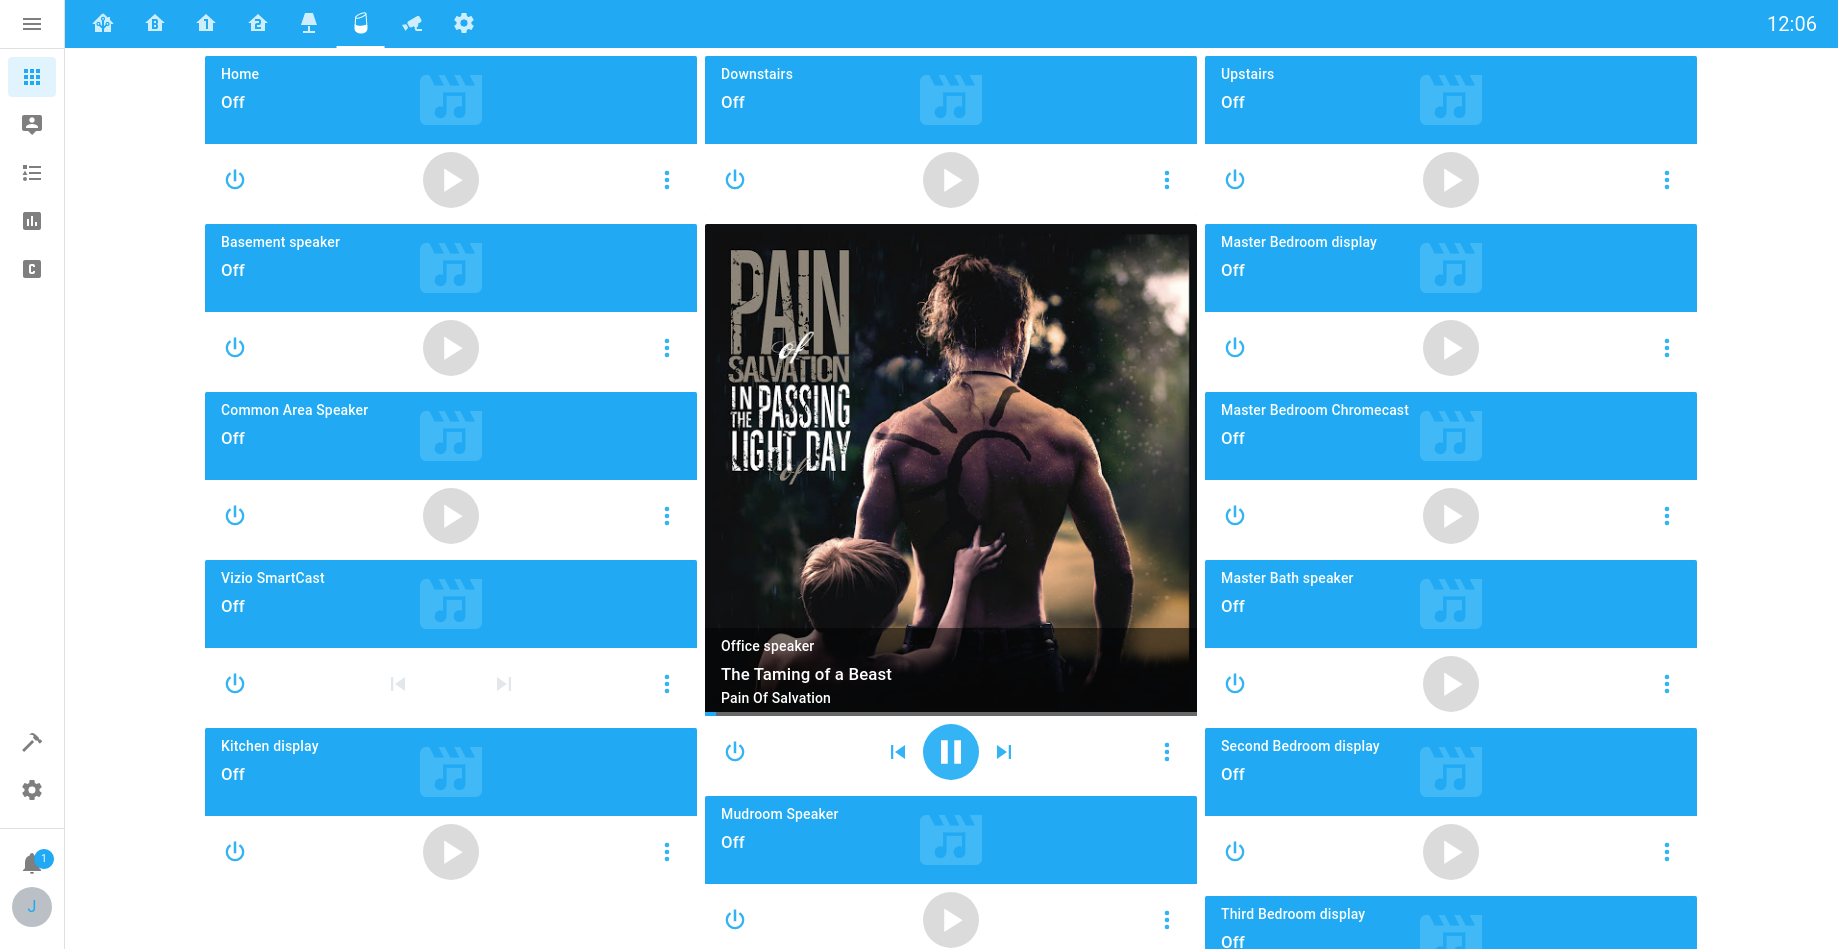 12:06
Home
Off
Downstairs
Off
Upstairs
Off
Basement speaker
Off
Common Area Speaker
Off
Vizio SmartCast
Off
Kitchen display
Off
PAIN
of
SALVATION
IN PASSING
THE
LIGHT DAY
of
Office speaker
The Taming of a Beast
Pain Of Salvation
Mudroom Speaker
Off
Master Bedroom display
Off
Master Bedroom Chromecast
Off
Master Bath speaker
Off
Second Bedroom display
Off
Third Bedroom display
Off
B
1
2
C
1
J